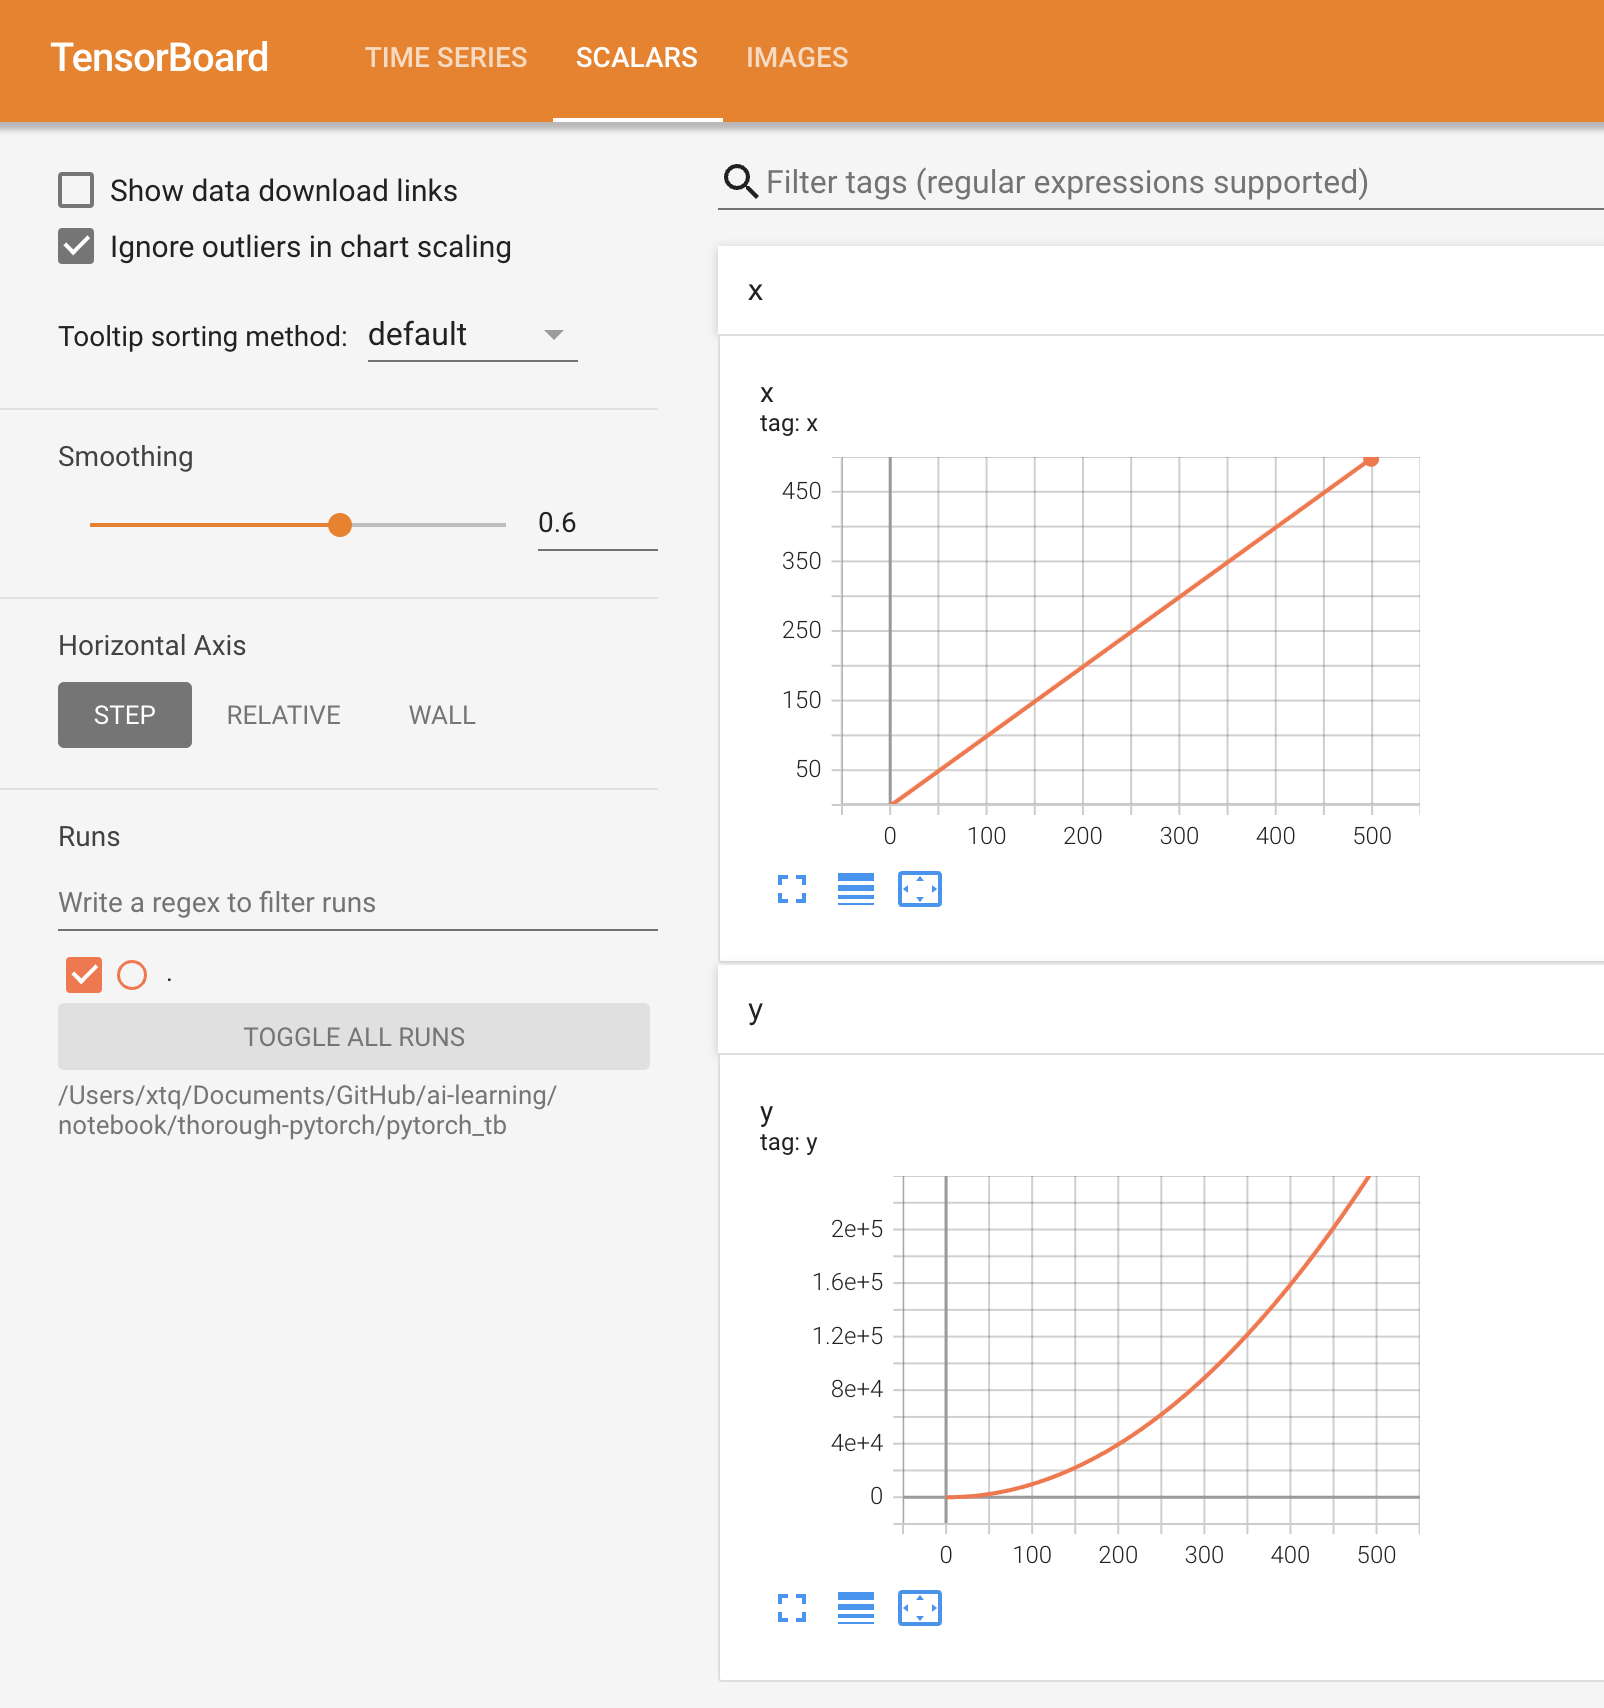 TensorBoard TIME SERIES SCALARS IMAGES
Show data download links
Ignore outliers in chart scaling
Tooltip sorting method: default
Smoothing
0.6
Horizontal Axis
STEP RELATIVE WALL
Runs
Write a regex to filter runs
.
TOGGLE ALL RUNS
/Users/xtq/Documents/GitHub/ai-learning/
notebook/thorough-pytorch/pytorch_tb
Filter tags (regular expressions supported)
x
x
tag: x
450
350
250
150
50
0 100 200 300 400 500
y
y
tag: y
2e+5
1.6e+5
1.2e+5
8e+4
4e+4
0
0 100 200 300 400 500